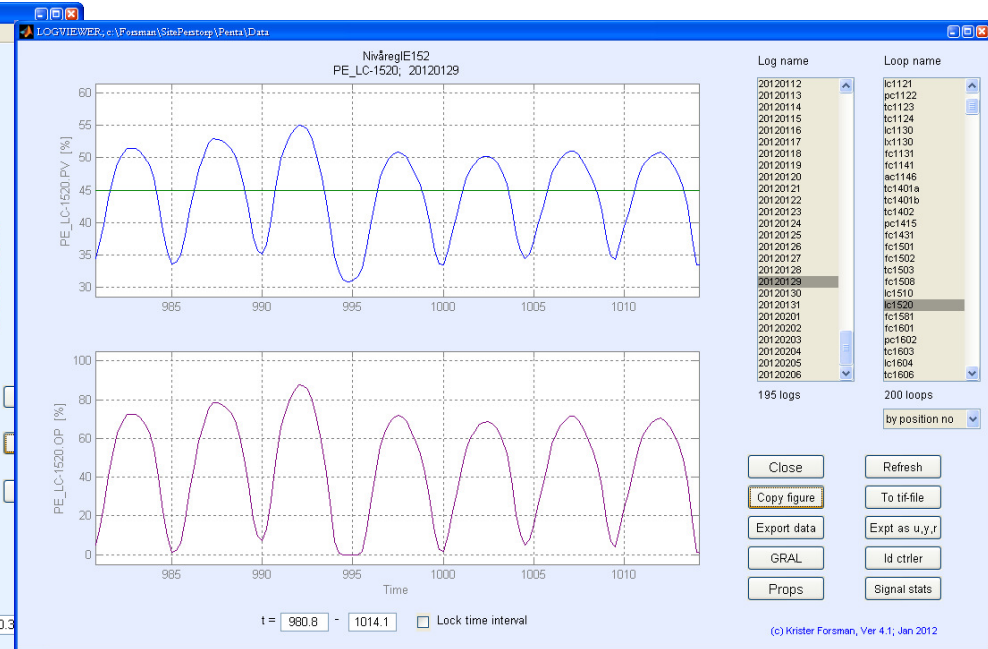 LOGVIEWER, c:\Forsman\SitePerstorp\Penta\Data
NivåreglE152
PE_LC-1520; 20120129
PE_LC-1520.PV [%]
60
55
50
45
40
35
30
985
990
995
1000
1005
1010
PE_LC-1520.OP [%]
100
80
60
40
20
0
985
990
995
1000
1005
1010
Time
t =
980.8
-
1014.1
Lock time interval
Log name
20120112
20120113
20120114
20120115
20120116
20120117
20120118
20120119
20120120
20120121
20120122
20120123
20120124
20120125
20120126
20120127
20120128
20120129
20120130
20120131
20120201
20120202
20120203
20120204
20120205
20120206
195 logs
Loop name
lc1121
pc1122
tc1123
tc1124
lc1130
lx1130
fc1131
fc1141
ac1146
tc1401a
tc1401b
tc1402
pc1415
fc1431
fc1501
fc1502
tc1503
fc1508
lc1510
lc1520
fc1581
fc1601
pc1602
tc1603
lc1604
tc1606
200 loops
by position no
Close
Refresh
Copy figure
To tif-file
Export data
Expt as u,y,r
GRAL
Id ctrler
Props
Signal stats
(c) Krister Forsman, Ver 4.1; Jan 2012